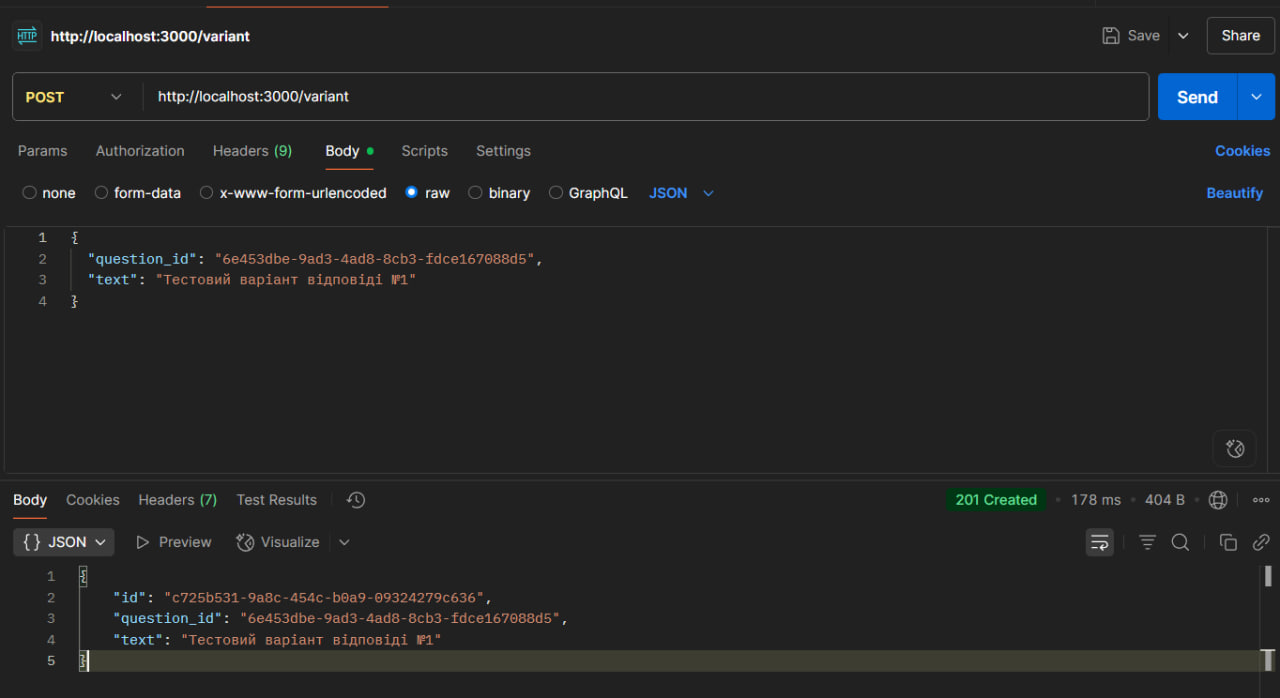 HTTP http://localhost:3000/variant Save Share
POST http://localhost:3000/variant Send
Params Authorization Headers (9) Body Scripts Settings Cookies
none form-data x-www-form-urlencoded raw binary GraphQL JSON Beautify
1 {
2 "question_id": "6e453dbe-9ad3-4ad8-8cb3-fdce167088d5",
3 "text": "Тестовий варіант відповіді №1"
4 }
Body Cookies Headers (7) Test Results 201 Created • 178 ms • 404 B
{} JSON Preview Visualize
1 {
2 "id": "c725b531-9a8c-454c-b0a9-09324279c636",
3 "question_id": "6e453dbe-9ad3-4ad8-8cb3-fdce167088d5",
4 "text": "Тестовий варіант відповіді №1"
5 }